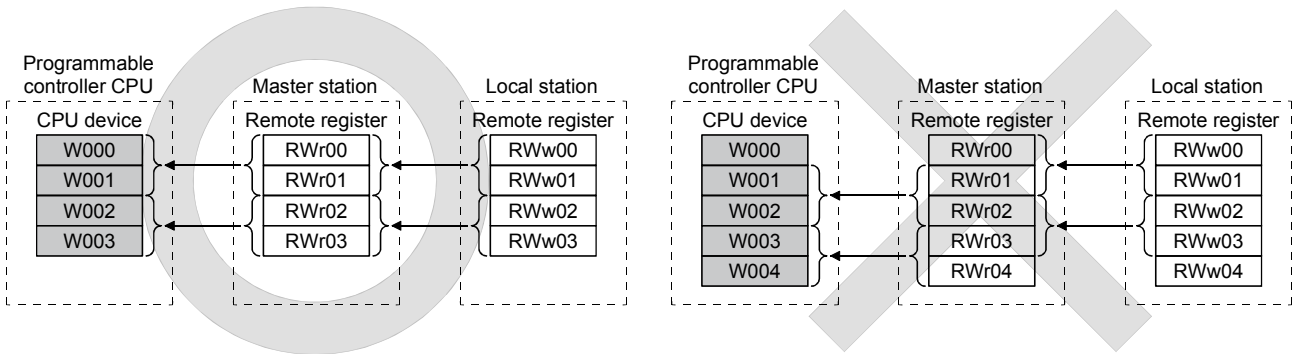 Programmable
controller CPU
Master station
Local station
CPU device
Remote register
Remote register
W000
RWr00
RWw00
W001
RWr01
RWw01
W002
RWr02
RWw02
W003
RWr03
RWw03
Programmable
controller CPU
Master station
Local station
CPU device
Remote register
Remote register
W000
RWr00
RWw00
W001
RWr01
RWw01
W002
RWr02
RWw02
W003
RWr03
RWw03
W004
RWr04
RWw04